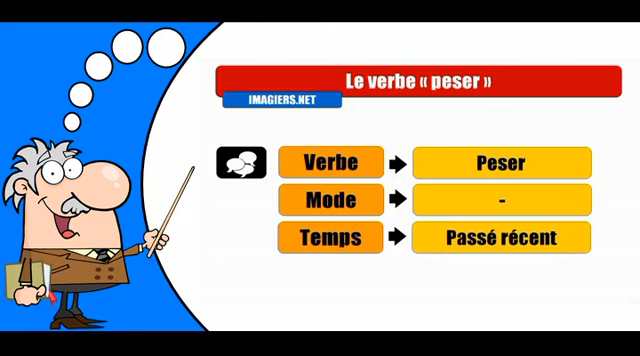 Le verbe « peser »
IMAGIERS.NET
Verbe Peser
Mode -
Temps Passé récent